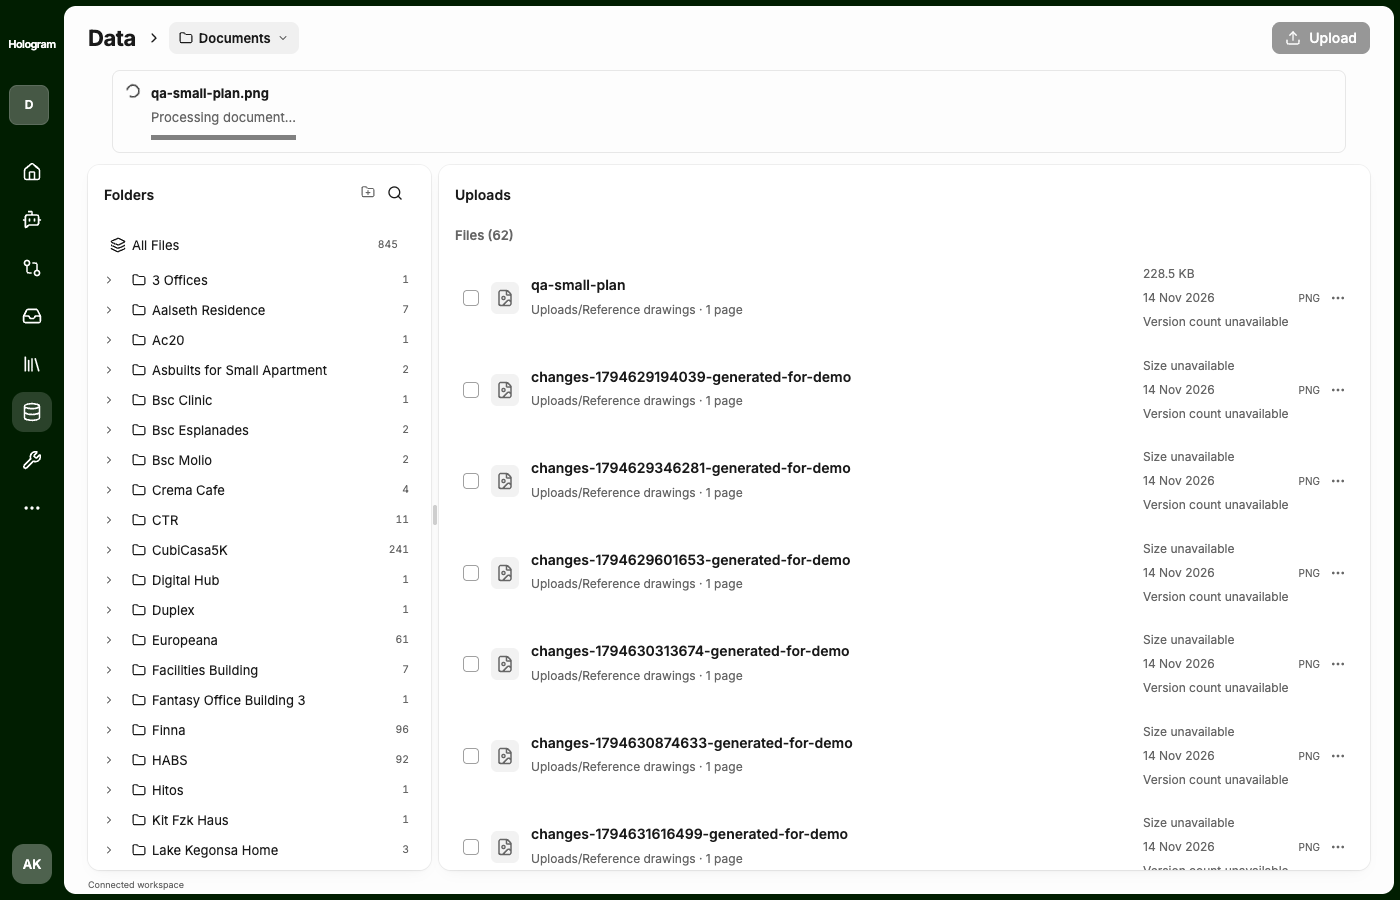 Hologram
D
AK
Data
Documents
Upload
qa-small-plan.png
Processing document...
Folders
All Files 845
3 Offices 1
Aalseth Residence 7
Ac20 1
Asbuilts for Small Apartment 2
Bsc Clinic 1
Bsc Esplanades 2
Bsc Molio 2
Crema Cafe 4
CTR 11
CubiCasa5K 241
Digital Hub 1
Duplex 1
Europeana 61
Facilities Building 7
Fantasy Office Building 3 1
Finna 96
HABS 92
Hitos 1
Kit Fzk Haus 1
Lake Kegonsa Home 3
Uploads
Files (62)
qa-small-plan
Uploads/Reference drawings · 1 page
228.5 KB
14 Nov 2026 PNG
Version count unavailable
changes-1794629194039-generated-for-demo
Uploads/Reference drawings · 1 page
Size unavailable
14 Nov 2026 PNG
Version count unavailable
changes-1794629346281-generated-for-demo
Uploads/Reference drawings · 1 page
Size unavailable
14 Nov 2026 PNG
Version count unavailable
changes-1794629601653-generated-for-demo
Uploads/Reference drawings · 1 page
Size unavailable
14 Nov 2026 PNG
Version count unavailable
changes-1794630313674-generated-for-demo
Uploads/Reference drawings · 1 page
Size unavailable
14 Nov 2026 PNG
Version count unavailable
changes-1794630874633-generated-for-demo
Uploads/Reference drawings · 1 page
Size unavailable
14 Nov 2026 PNG
Version count unavailable
changes-1794631616499-generated-for-demo
Uploads/Reference drawings · 1 page
Size unavailable
14 Nov 2026 PNG
Version count unavailable
Connected workspace